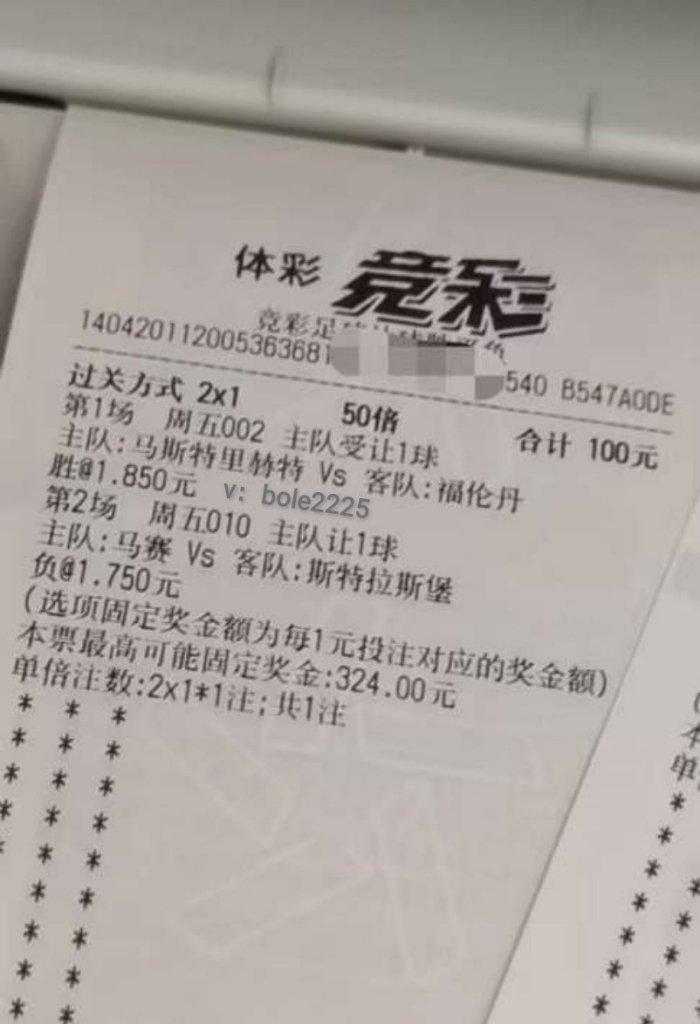 体彩 竞彩
竞彩足球
14042011200536368 540 B547A0DE
过关方式 2x1 50倍 合计 100元
第1场 周五002 主队受让1球
主队:马斯特里赫特 Vs 客队:福伦丹
胜@1.850元
v: bole2225
第2场 周五010 主队让1球
主队:马赛 Vs 客队:斯特拉斯堡
负@1.750元
(选项固定奖金额为每1元投注对应的奖金额)
本票最高可能固定奖金:324.00元
单倍注数:2x1*1注;共1注
* * *
* * *
* * *
* * *
* * *
* *
* *
* *
* *